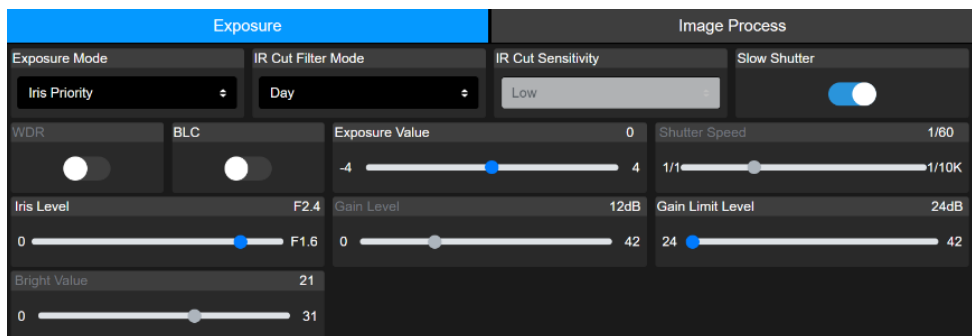 Exposure Image Process
Exposure Mode IR Cut Filter Mode IR Cut Sensitivity Slow Shutter
Iris Priority Day Low
WDR BLC Exposure Value 0 Shutter Speed 1/60
-4 4 1/1 1/10K
Iris Level F2.4 Gain Level 12dB Gain Limit Level 24dB
0 F1.6 0 42 24 42
Bright Value 21
0 31